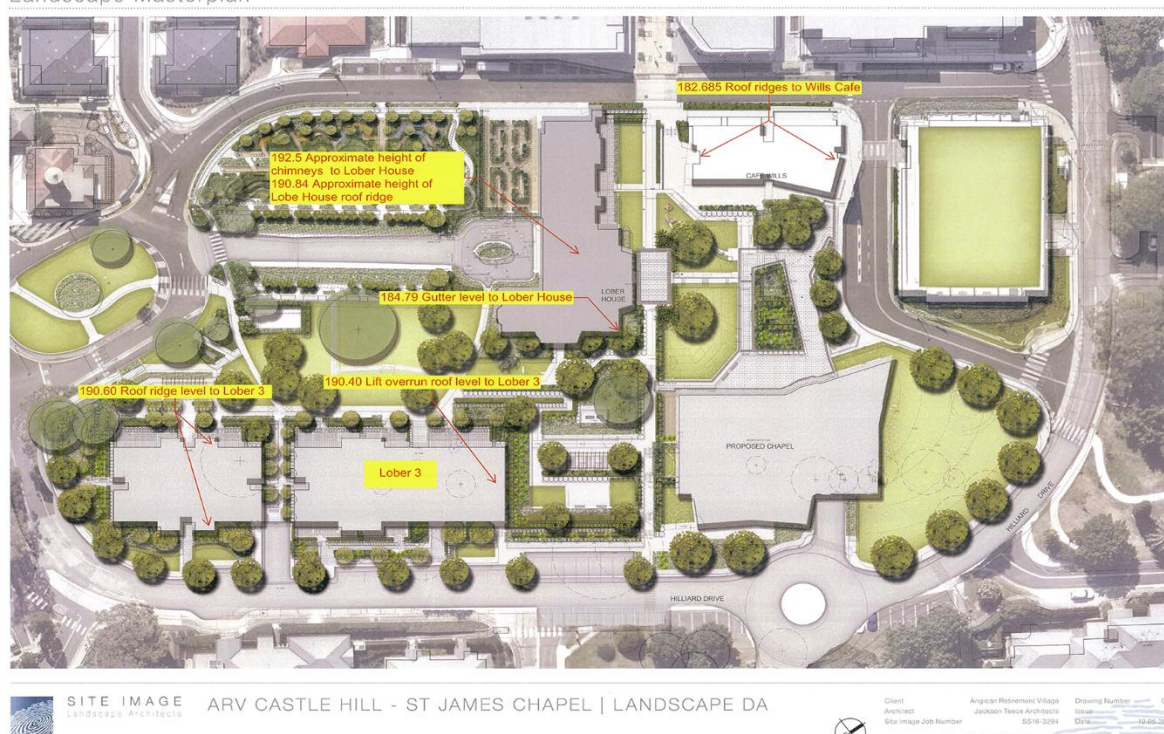 Landscape Masterplan
182.685 Roof ridges to Wills Cafe
192.5 Approximate height of
chimneys to Lober House
190.84 Approximate height of
Lobe House roof ridge
CAFE WILLS
184.79 Gutter level to Lober House
LOBER
HOUSE
190.60 Roof ridge level to Lober 3
190.40 Lift overrun roof level to Lober 3
Lober 3
PROPOSED CHAPEL
HILLIARD DRIVE
HILLIARD DRIVE
SITE IMAGE
Landscape Architects
ARV CASTLE HILL - ST JAMES CHAPEL | LANDSCAPE DA
Client Anglican Retirement Village Drawing Number
Architect Jackson Teece Architects Issue
Site Image Job Number SS16-3294 Date